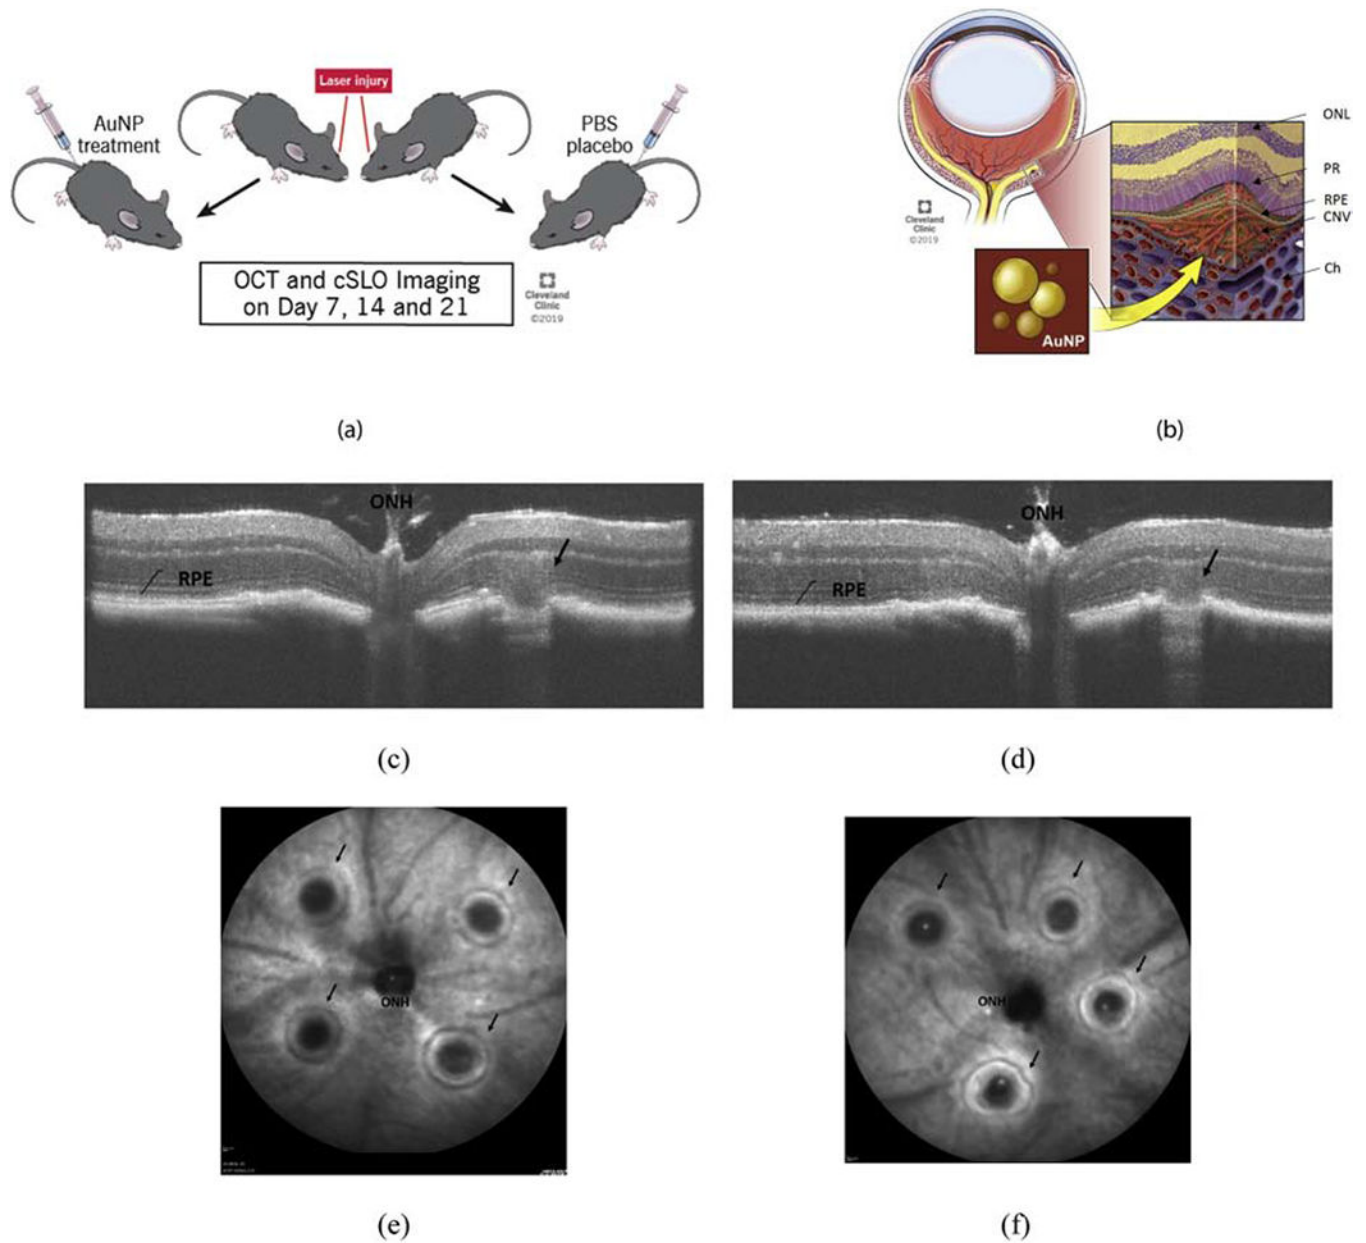 Laser injury
AuNP
treatment
PBS
placebo
OCT and cSLO Imaging
on Day 7, 14 and 21
Cleveland
Clinic
©2019
(a)
ONL
PR
RPE
CNV
Ch
Cleveland
Clinic
©2019
AuNP
(b)
ONH
RPE
(c)
ONH
RPE
(d)
ONH
(e)
ONH
(f)